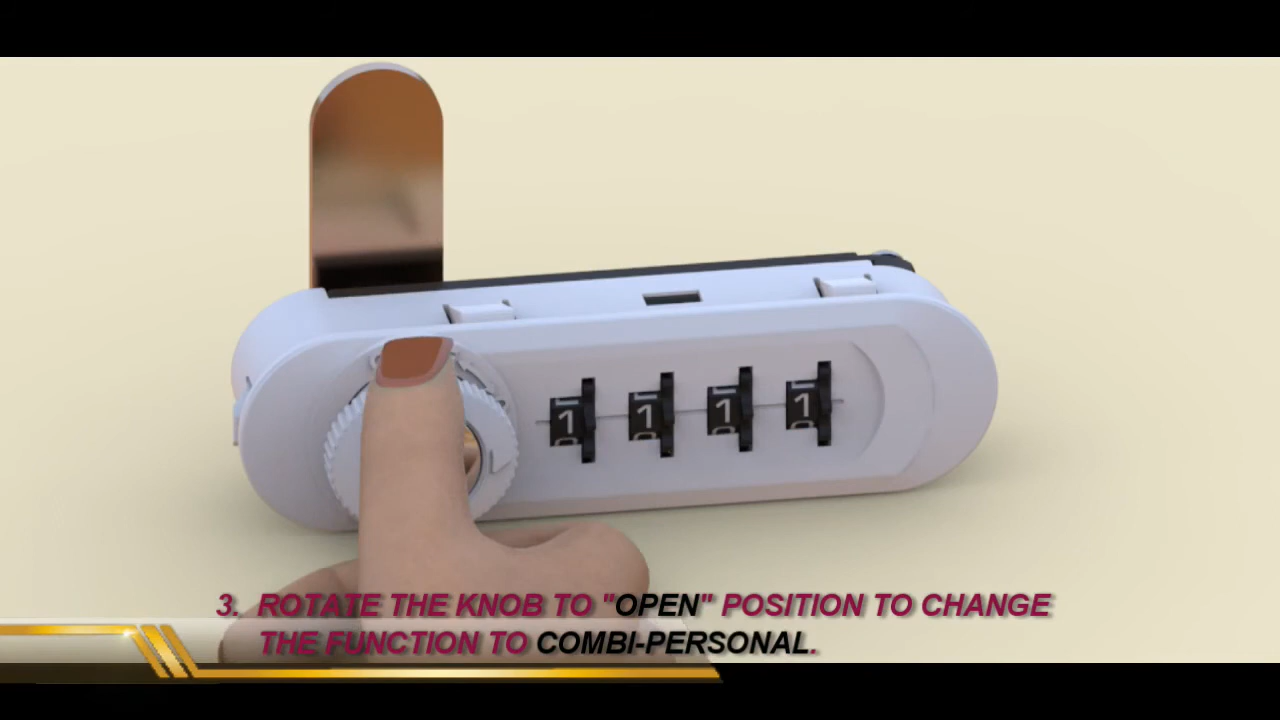 1 1 1 1
3. ROTATE THE KNOB TO "OPEN" POSITION TO CHANGE
THE FUNCTION TO COMBI-PERSONAL.